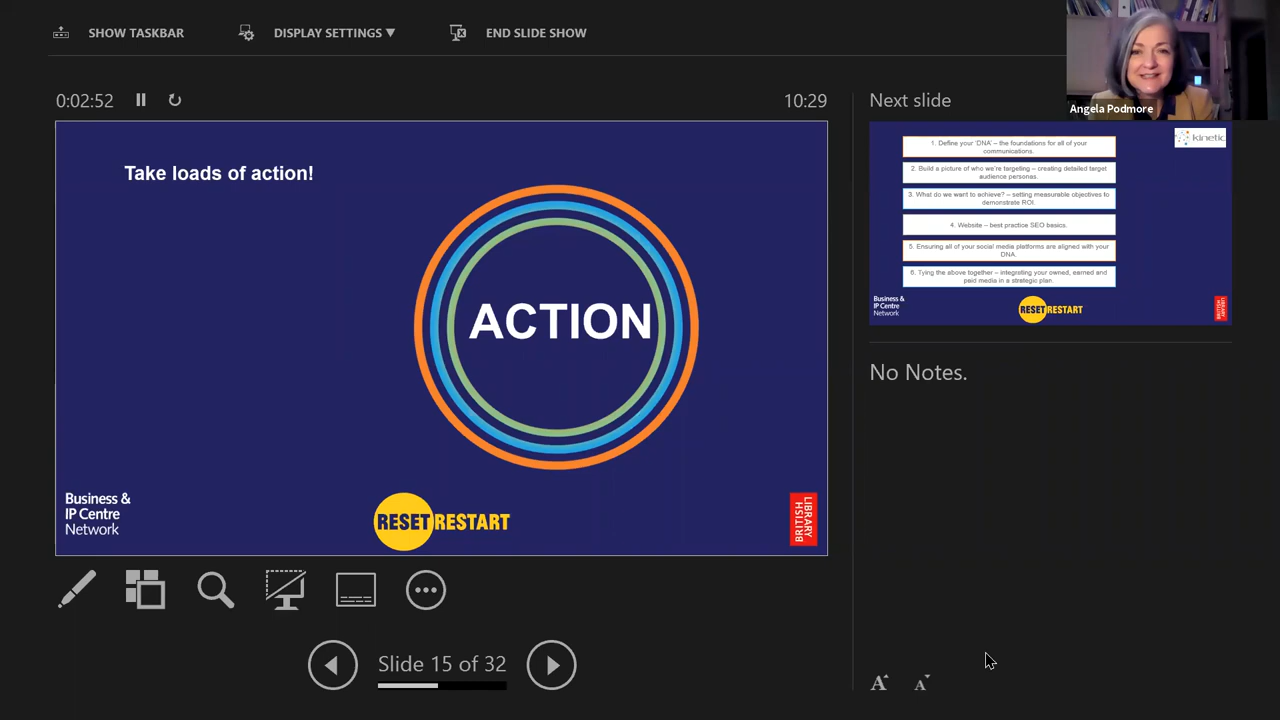 SHOW TASKBAR
DISPLAY SETTINGS ▼
END SLIDE SHOW
Angela Podmore
0:02:52
10:29
Take loads of action!
ACTION
Business &
IP Centre
Network
RESETRESTART
LIBRARY
BRITISH
Slide 15 of 32
Next slide
kinetic
1. Define your 'DNA' – the foundations for all of your
communications.
2. Build a picture of who we're targeting – creating detailed target
audience personas.
3. What do we want to achieve? – setting measurable objectives to
demonstrate ROI.
4. Website – best practice SEO basics.
5. Ensuring all of your social media platforms are aligned with your
DNA.
6. Tying the above together – integrating your owned, earned and
paid media in a strategic plan.
Business &
IP Centre
Network
RESETRESTART
LIBRARY
BRITISH
No Notes.
A A